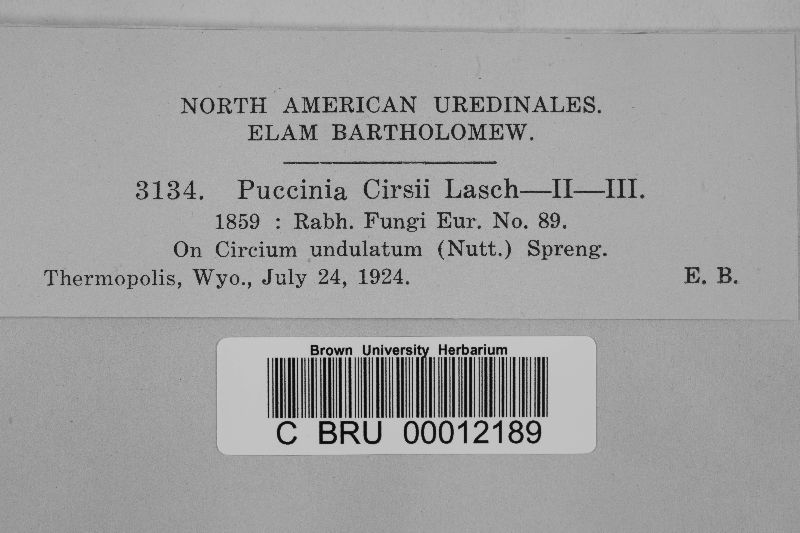 NORTH AMERICAN UREDINALES.
ELAM BARTHOLOMEW.
3134. Puccinia Cirsii Lasch—II—III.
1859 : Rabh. Fungi Eur. No. 89.
On Circium undulatum (Nutt.) Spreng.
Thermopolis, Wyo., July 24, 1924. E. B.
Brown University Herbarium
C BRU 00012189